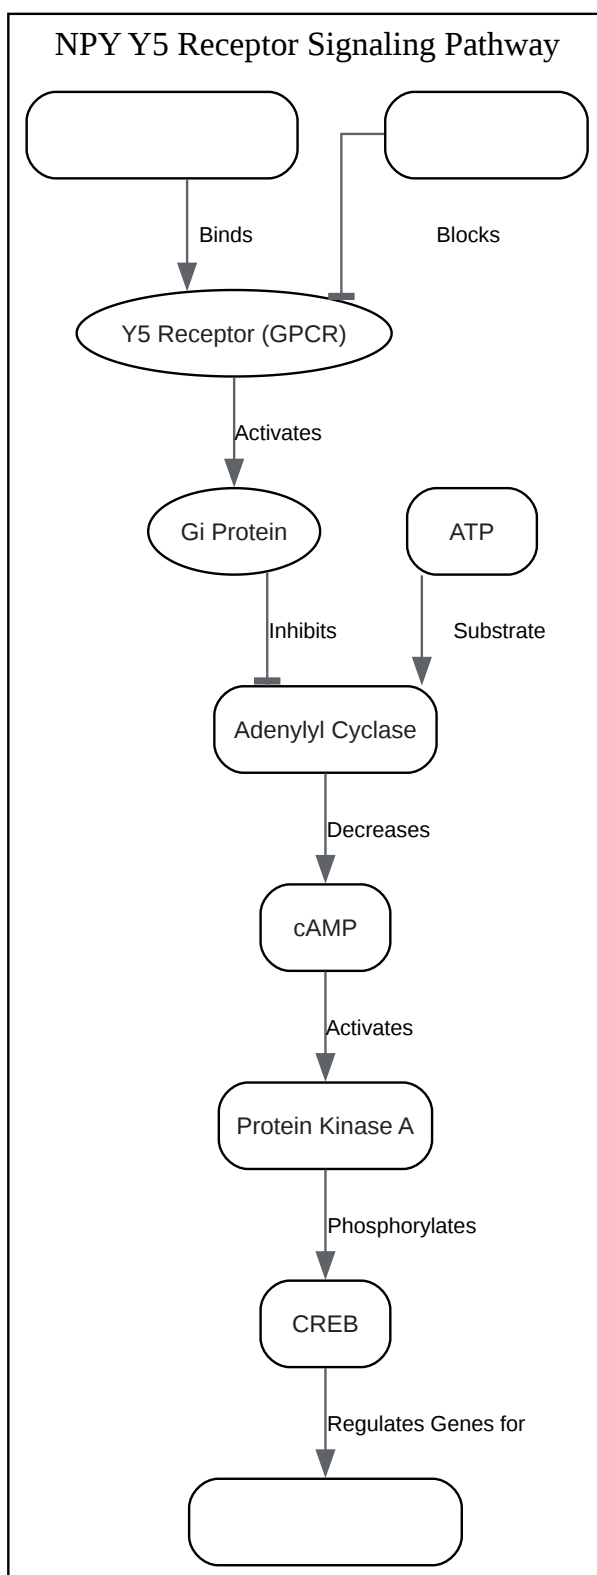 NPY Y5 Receptor Signaling Pathway
Binds
Blocks
Y5 Receptor (GPCR)
Activates
Gi Protein
ATP
Inhibits
Substrate
Adenylyl Cyclase
Decreases
cAMP
Activates
Protein Kinase A
Phosphorylates
CREB
Regulates Genes for